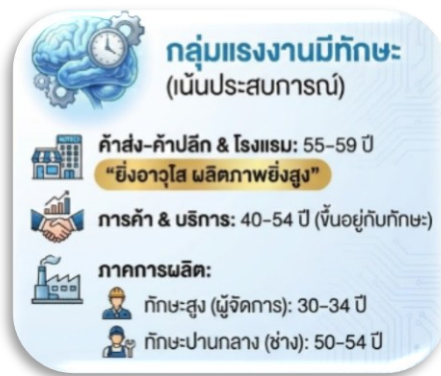 กลุ่มแรงงานมีทักษะ
(เน้นประสบการณ์)
ค้าส่ง-ค้าปลีก & โรงแรม: 55-59 ปี
“ยิ่งอาวุโส ผลิตภาพยิ่งสูง”
การค้า & บริการ: 40-54 ปี (ขึ้นอยู่กับทักษะ)
ภาคการผลิต:
ทักษะสูง (ผู้จัดการ): 30-34 ปี
ทักษะปานกลาง (ช่าง): 50-54 ปี